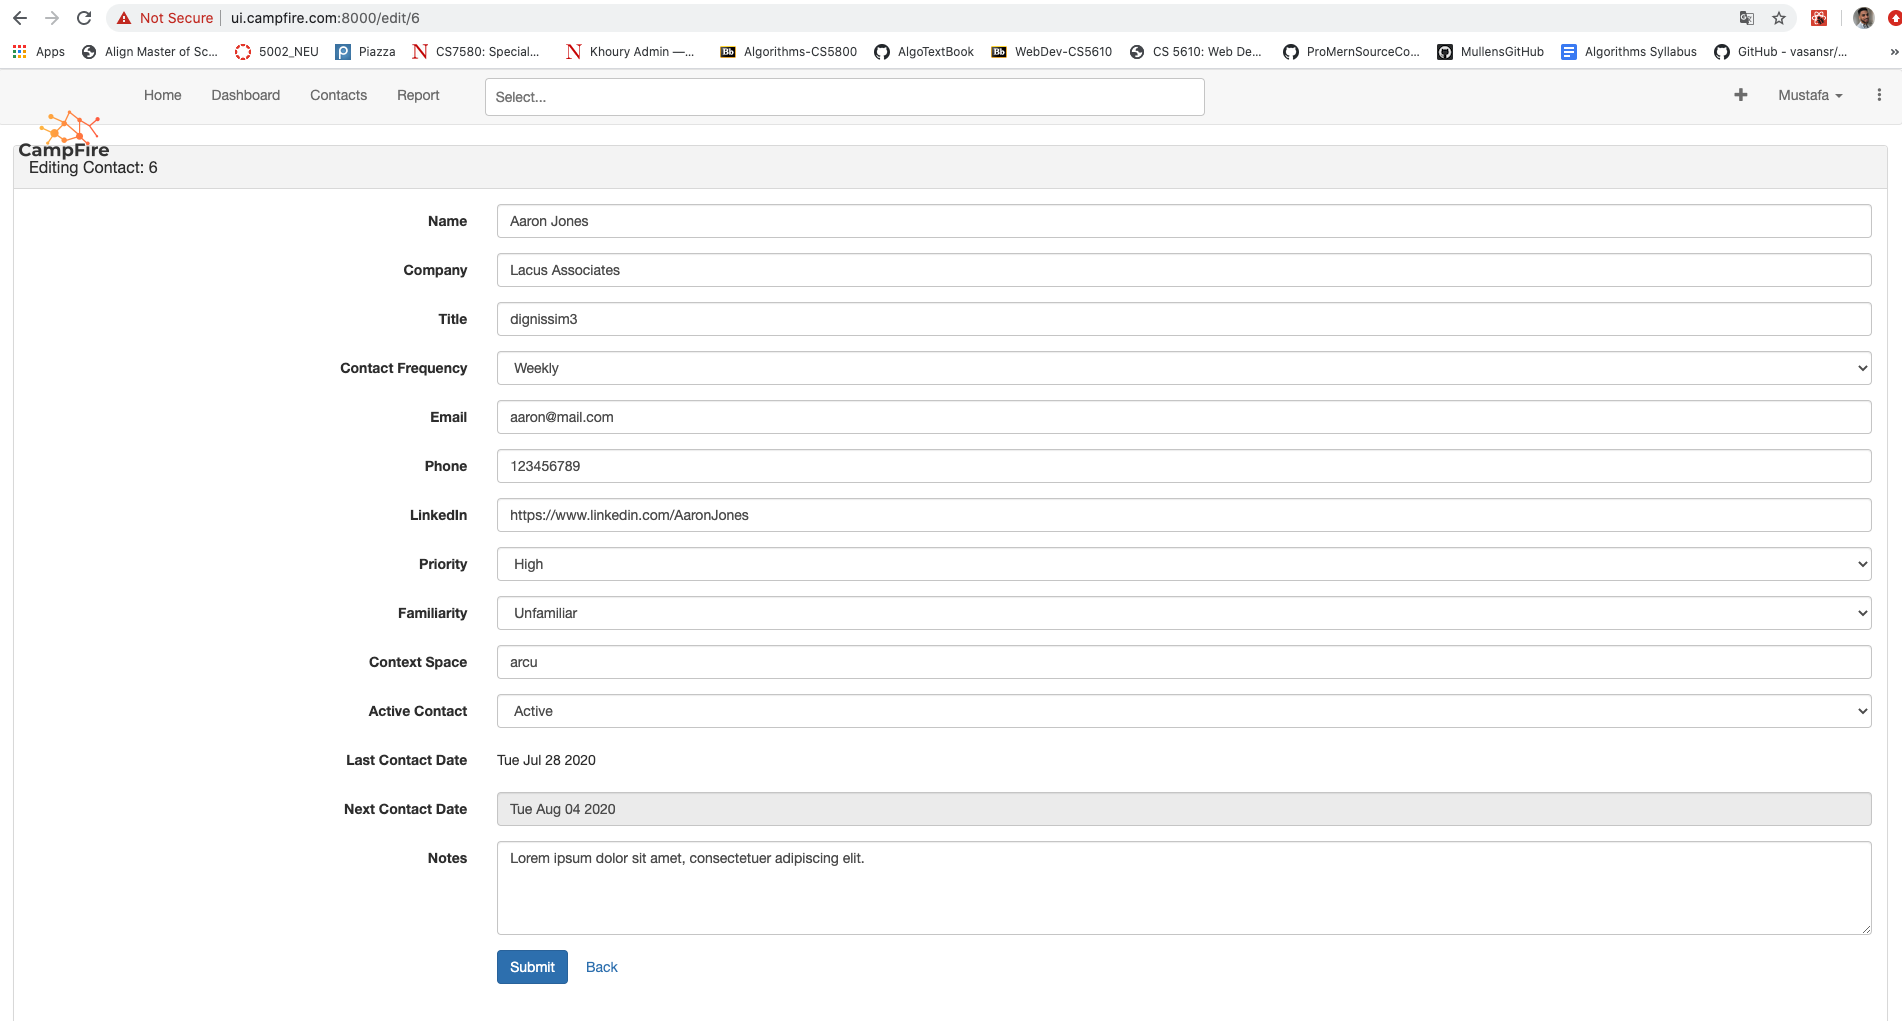 Not Secure | ui.campfire.com:8000/edit/6
Apps Align Master of Sc... 5002_NEU Piazza CS7580: Special... Khoury Admin —... Bb Algorithms-CS5800 AlgoTextBook Bb WebDev-CS5610 CS 5610: Web De... ProMernSourceCo... MullensGitHub Algorithms Syllabus GitHub - vasansr/... »
Home Dashboard Contacts Report Select... Mustafa
CampFire
Editing Contact: 6
Name Aaron Jones
Company Lacus Associates
Title dignissim3
Contact Frequency Weekly
Email aaron@mail.com
Phone 123456789
LinkedIn https://www.linkedin.com/AaronJones
Priority High
Familiarity Unfamiliar
Context Space arcu
Active Contact Active
Last Contact Date Tue Jul 28 2020
Next Contact Date Tue Aug 04 2020
Notes Lorem ipsum dolor sit amet, consectetuer adipiscing elit.
Submit Back